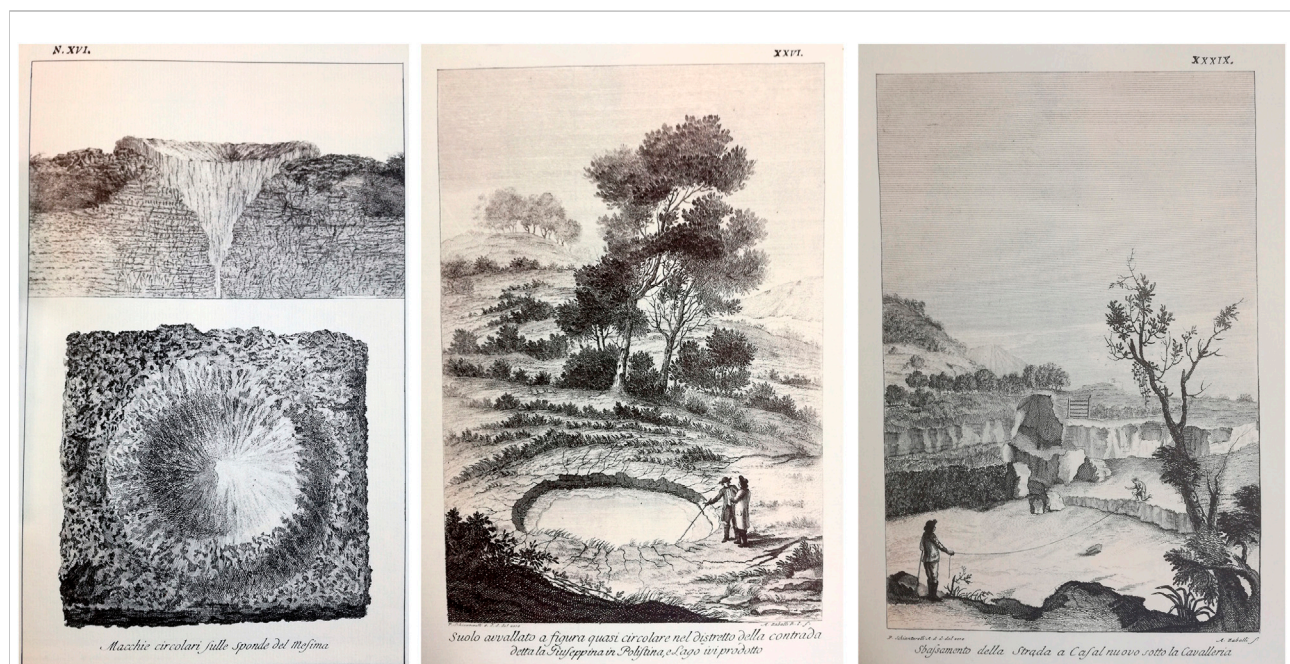 N. XVI.
Macchie circolari sulle sponde del Mesima
XXVI.
Suolo avvallato a figura quasi circolare nel distretto della contrada
detta la Giuseppina in Polistina, e Lago ivi prodotto
XXXIX.
Sbassamento della Strada a Casal nuovo sotto la Cavalleria